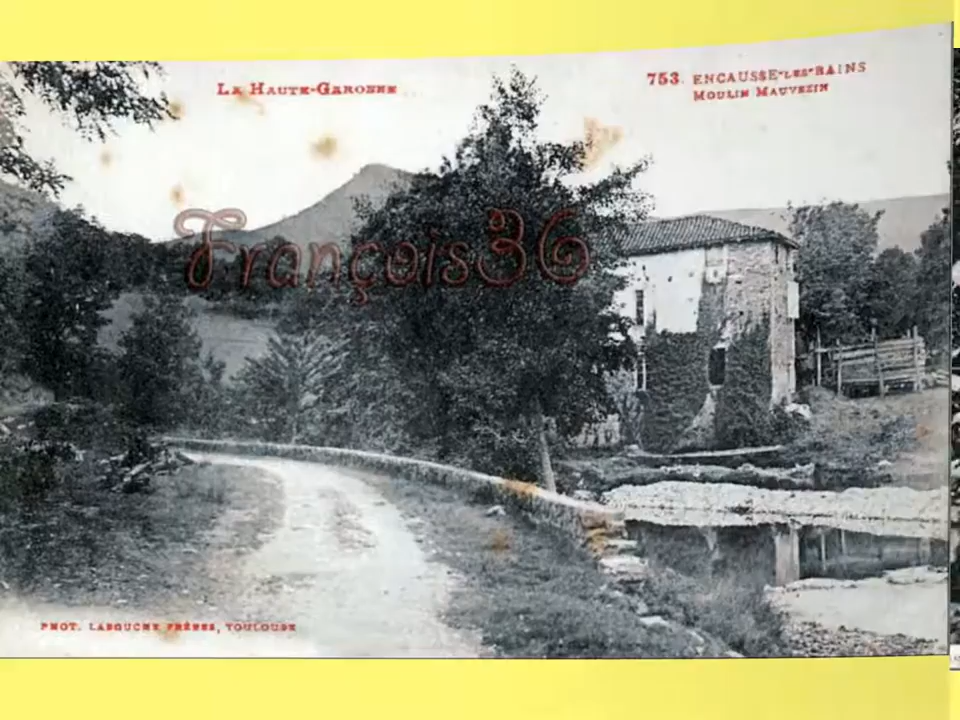 La Haute-Garonne
753. ENCAUSSE-LES-BAINS
Moulin Mauvezin
François36
PHOT. LABOUCHE FRÈRES, TOULOUSE